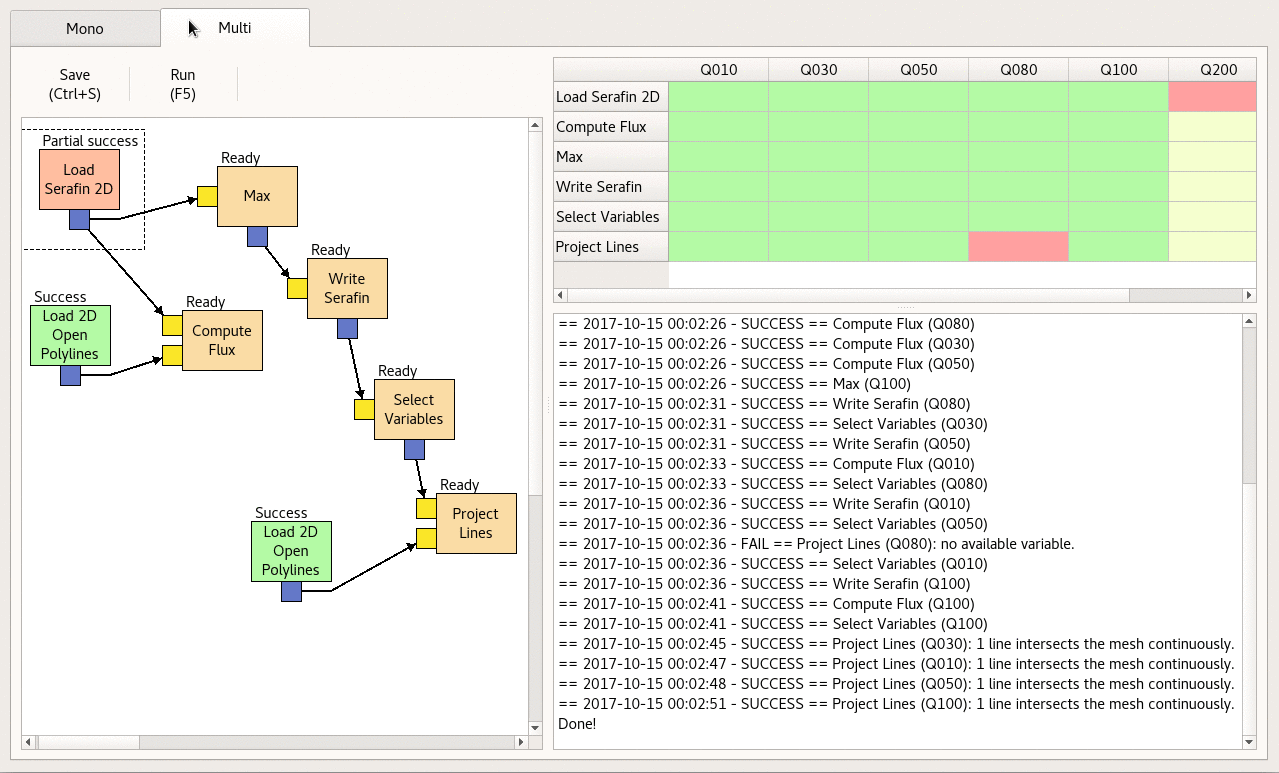 Mono
Multi
Save
(Ctrl+S)
Run
(F5)
Partial success
Load
Serafin 2D
Ready
Max
Ready
Write
Serafin
Success
Load 2D
Open
Polylines
Ready
Compute
Flux
Ready
Select
Variables
Ready
Project
Lines
Success
Load 2D
Open
Polylines
Q010 Q030 Q050 Q080 Q100 Q200
Load Serafin 2D
Compute Flux
Max
Write Serafin
Select Variables
Project Lines
== 2017-10-15 00:02:26 - SUCCESS == Compute Flux (Q080)
== 2017-10-15 00:02:26 - SUCCESS == Compute Flux (Q030)
== 2017-10-15 00:02:26 - SUCCESS == Compute Flux (Q050)
== 2017-10-15 00:02:26 - SUCCESS == Max (Q100)
== 2017-10-15 00:02:31 - SUCCESS == Write Serafin (Q080)
== 2017-10-15 00:02:31 - SUCCESS == Select Variables (Q030)
== 2017-10-15 00:02:31 - SUCCESS == Write Serafin (Q050)
== 2017-10-15 00:02:33 - SUCCESS == Compute Flux (Q010)
== 2017-10-15 00:02:33 - SUCCESS == Select Variables (Q080)
== 2017-10-15 00:02:36 - SUCCESS == Write Serafin (Q010)
== 2017-10-15 00:02:36 - SUCCESS == Select Variables (Q050)
== 2017-10-15 00:02:36 - FAIL == Project Lines (Q080): no available variable.
== 2017-10-15 00:02:36 - SUCCESS == Select Variables (Q010)
== 2017-10-15 00:02:36 - SUCCESS == Write Serafin (Q100)
== 2017-10-15 00:02:41 - SUCCESS == Compute Flux (Q100)
== 2017-10-15 00:02:41 - SUCCESS == Select Variables (Q100)
== 2017-10-15 00:02:45 - SUCCESS == Project Lines (Q030): 1 line intersects the mesh continuously.
== 2017-10-15 00:02:47 - SUCCESS == Project Lines (Q010): 1 line intersects the mesh continuously.
== 2017-10-15 00:02:48 - SUCCESS == Project Lines (Q050): 1 line intersects the mesh continuously.
== 2017-10-15 00:02:51 - SUCCESS == Project Lines (Q100): 1 line intersects the mesh continuously.
Done!